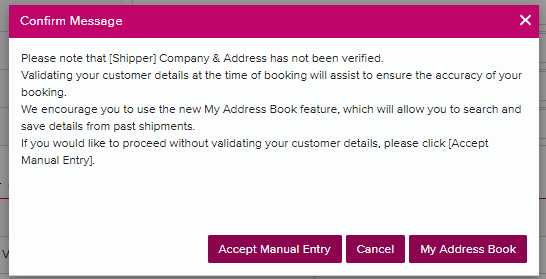 Confirm Message
Please note that [Shipper] Company & Address has not been verified.
Validating your customer details at the time of booking will assist to ensure the accuracy of your
booking.
We encourage you to use the new My Address Book feature, which will allow you to search and
save details from past shipments.
If you would like to proceed without validating your customer details, please click [Accept
Manual Entry].
Accept Manual Entry Cancel My Address Book